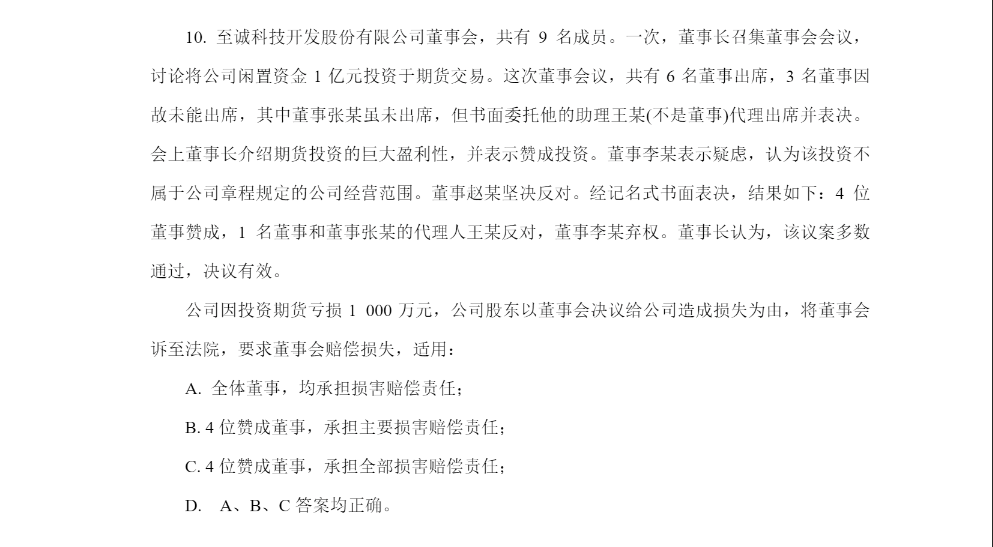 10. 至诚科技开发股份有限公司董事会，共有 9 名成员。一次，董事长召集董事会会议，
讨论将公司闲置资金 1 亿元投资于期货交易。这次董事会议，共有 6 名董事出席，3 名董事因
故未能出席，其中董事张某虽未出席，但书面委托他的助理王某(不是董事)代理出席并表决。
会上董事长介绍期货投资的巨大盈利性，并表示赞成投资。董事李某表示疑虑，认为该投资不
属于公司章程规定的公司经营范围。董事赵某坚决反对。经记名式书面表决，结果如下：4 位
董事赞成，1 名董事和董事张某的代理人王某反对，董事李某弃权。董事长认为，该议案多数
通过，决议有效。
公司因投资期货亏损 1 000 万元，公司股东以董事会决议给公司造成损失为由，将董事会
诉至法院，要求董事会赔偿损失，适用：
A. 全体董事，均承担损害赔偿责任；
B. 4 位赞成董事，承担主要损害赔偿责任；
C. 4 位赞成董事，承担全部损害赔偿责任；
D. A、B、C 答案均正确。